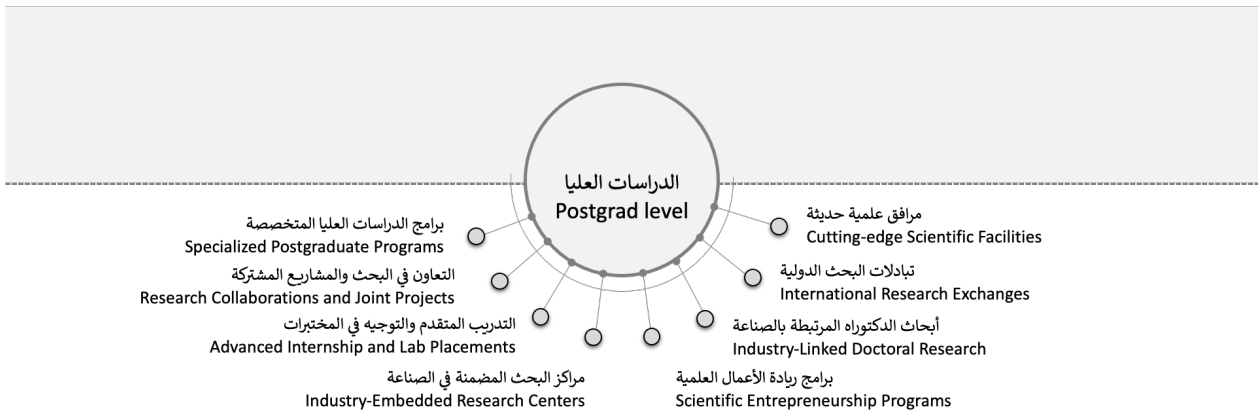 الدراسات العليا
Postgrad level
برامج الدراسات العليا المتخصصة
Specialized Postgraduate Programs
التعاون في البحث والمشاريع المشتركة
Research Collaborations and Joint Projects
التدريب المتقدم والتوجيه في المختبرات
Advanced Internship and Lab Placements
مراكز البحث المضمنة في الصناعة
Industry-Embedded Research Centers
مرافق علمية حديثة
Cutting-edge Scientific Facilities
تبادلات البحث الدولية
International Research Exchanges
أبحاث الدكتوراه المرتبطة بالصناعة
Industry-Linked Doctoral Research
برامج ريادة الأعمال العلمية
Scientific Entrepreneurship Programs